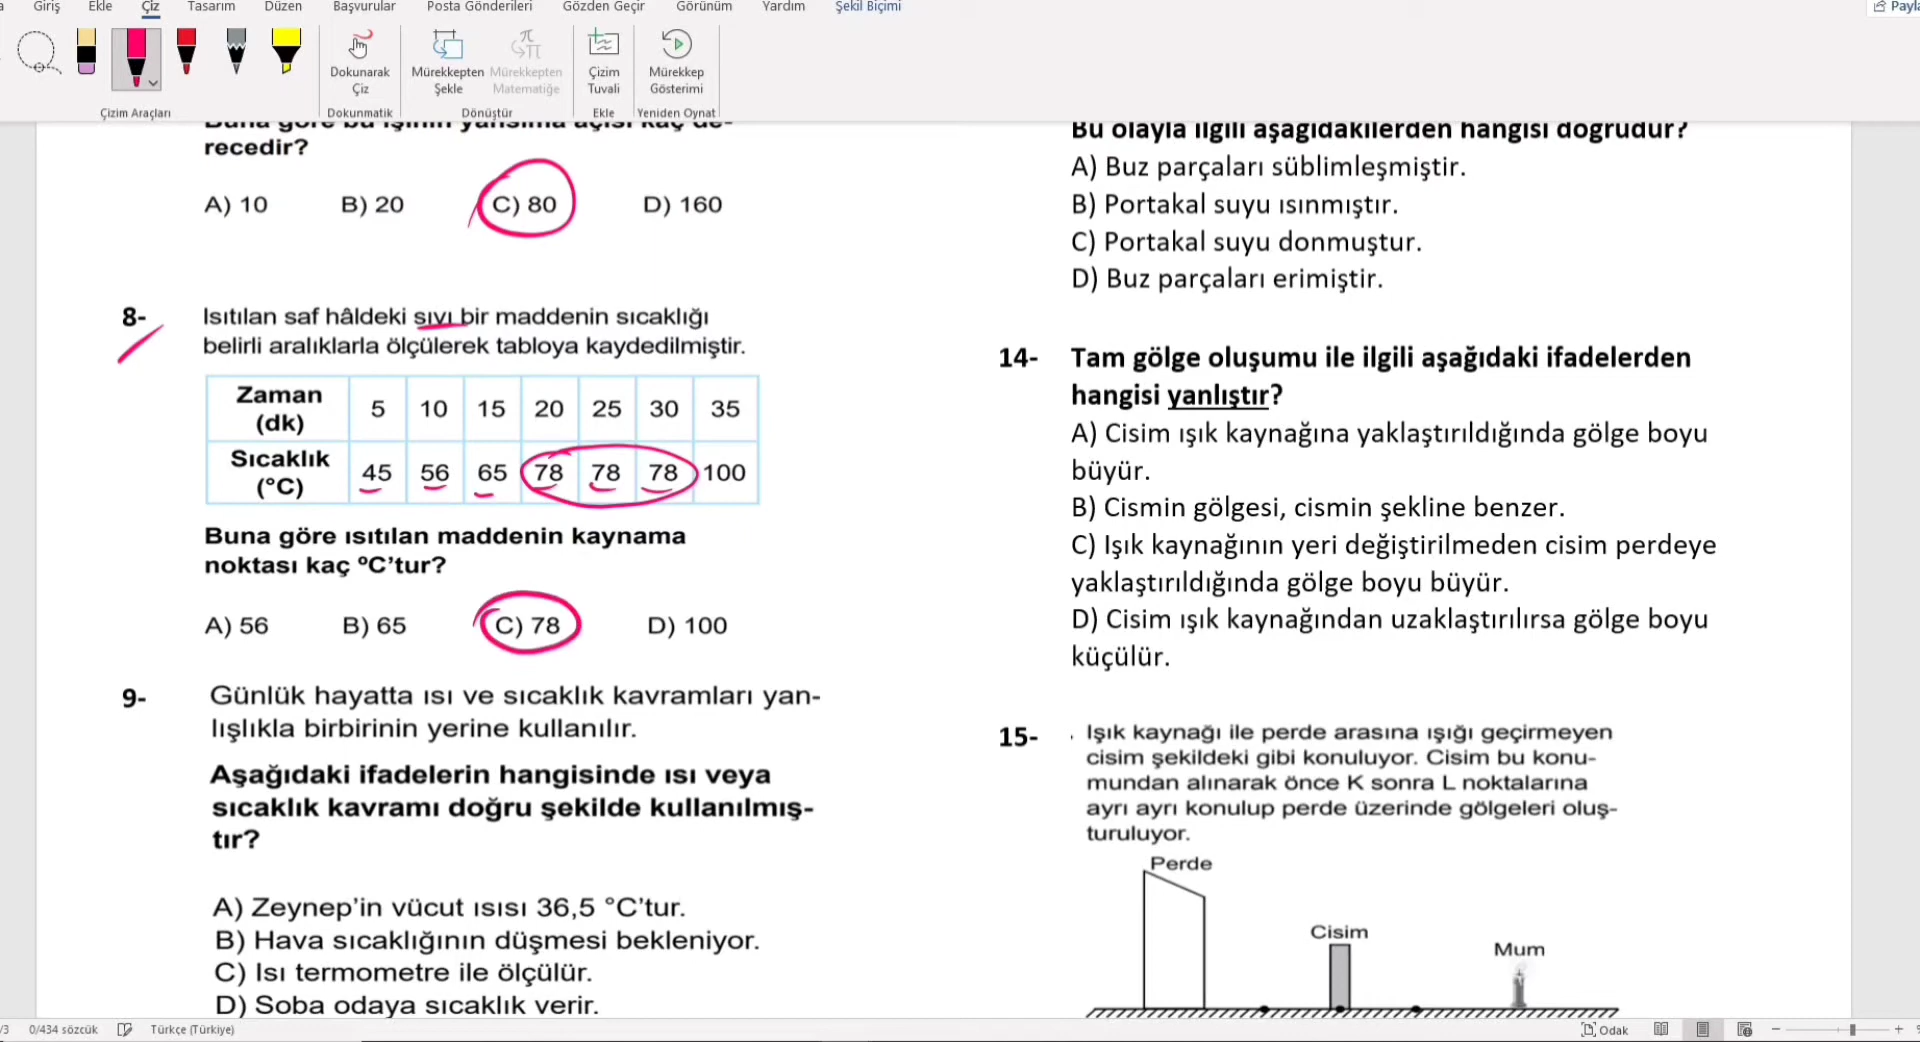 Giriş Ekle Çiz Tasarım Düzen Başvurular Posta Gönderileri Gözden Geçir Görünüm Yardım Şekil Biçimi
Dokunarak Çiz
Mürekkepten Şekle
Mürekkepten Matematiğe
Çizim Tuvali
Mürekkep Gösterimi
Çizim Araçları Dokunmatik Dönüştür Ekle Yeniden Oynat
Buna göre bu ışının yansıma açısı kaç de-
recedir?
A) 10 B) 20 C) 80 D) 160
8- Isıtılan saf hâldeki sıvı bir maddenin sıcaklığı
belirli aralıklarla ölçülerek tabloya kaydedilmiştir.
Zaman (dk) 5 10 15 20 25 30 35
Sıcaklık (°C) 45 56 65 78 78 78 100
Buna göre ısıtılan maddenin kaynama
noktası kaç ºC’tur?
A) 56 B) 65 C) 78 D) 100
9- Günlük hayatta ısı ve sıcaklık kavramları yan-
lışlıkla birbirinin yerine kullanılır.
Aşağıdaki ifadelerin hangisinde ısı veya
sıcaklık kavramı doğru şekilde kullanılmış-
tır?
A) Zeynep’in vücut ısısı 36,5 °C’tur.
B) Hava sıcaklığının düşmesi bekleniyor.
C) Isı termometre ile ölçülür.
D) Soba odaya sıcaklık verir.
Bu olayla ilgili aşağıdakilerden hangisi doğrudur?
A) Buz parçaları süblimleşmiştir.
B) Portakal suyu ısınmıştır.
C) Portakal suyu donmuştur.
D) Buz parçaları erimiştir.
14- Tam gölge oluşumu ile ilgili aşağıdaki ifadelerden
hangisi yanlıştır?
A) Cisim ışık kaynağına yaklaştırıldığında gölge boyu
büyür.
B) Cismin gölgesi, cismin şekline benzer.
C) Işık kaynağının yeri değiştirilmeden cisim perdeye
yaklaştırıldığında gölge boyu büyür.
D) Cisim ışık kaynağından uzaklaştırılırsa gölge boyu
küçülür.
15- Işık kaynağı ile perde arasına ışığı geçirmeyen
cisim şekildeki gibi konuluyor. Cisim bu konu-
mundan alınarak önce K sonra L noktalarına
ayrı ayrı konulup perde üzerinde gölgeleri oluş-
turuluyor.
Perde
Cisim
Mum
/3 0/434 sözcük Türkçe (Türkiye) Odak